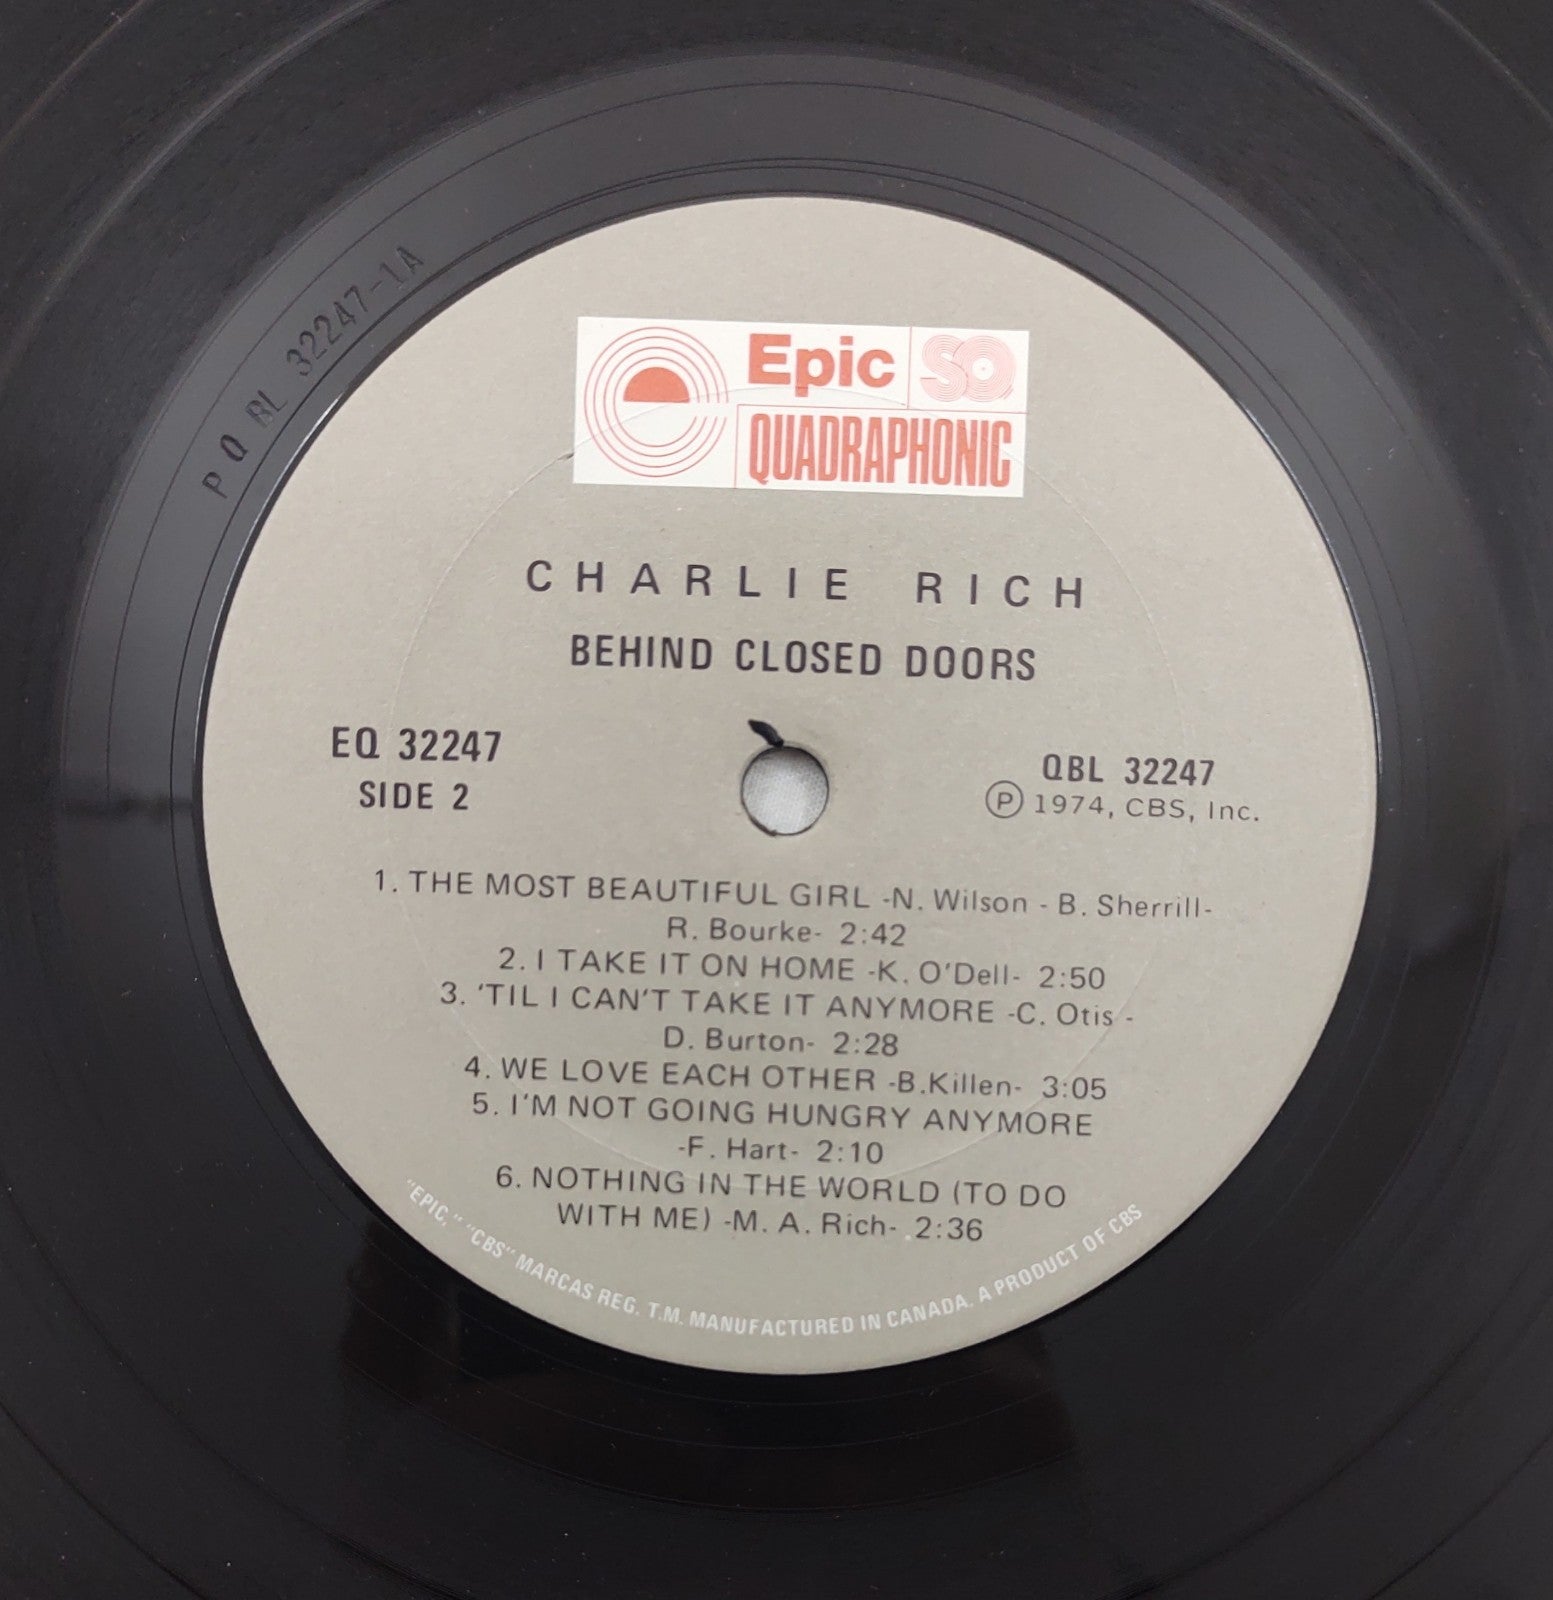 PQ BL 32247-1A
Epic SQ
QUADRAPHONIC
CHARLIE RICH
BEHIND CLOSED DOORS
EQ 32247
SIDE 2
QBL 32247
Ⓟ 1974, CBS, Inc.
1. THE MOST BEAUTIFUL GIRL -N. Wilson - B. Sherrill-
R. Bourke- 2:42
2. I TAKE IT ON HOME -K. O'Dell- 2:50
3. 'TIL I CAN'T TAKE IT ANYMORE -C. Otis -
D. Burton- 2:28
4. WE LOVE EACH OTHER -B.Killen- 3:05
5. I'M NOT GOING HUNGRY ANYMORE
-F. Hart- 2:10
6. NOTHING IN THE WORLD (TO DO
WITH ME) -M. A. Rich- 2:36
"EPIC," "CBS" MARCAS REG. T.M. MANUFACTURED IN CANADA. A PRODUCT OF CBS